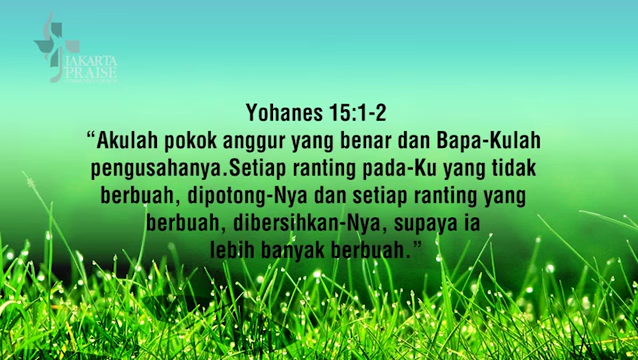 JAKARTA
PRAISE
Yohanes 15:1-2
“Akulah pokok anggur yang benar dan Bapa-Kulah
pengusahanya.Setiap ranting pada-Ku yang tidak
berbuah, dipotong-Nya dan setiap ranting yang
berbuah, dibersihkan-Nya, supaya ia
lebih banyak berbuah.”